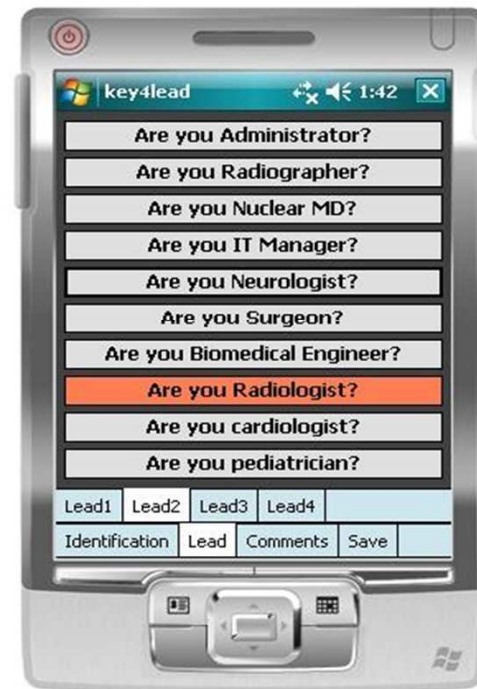 key4lead 1:42
Are you Administrator?
Are you Radiographer?
Are you Nuclear MD?
Are you IT Manager?
Are you Neurologist?
Are you Surgeon?
Are you Biomedical Engineer?
Are you Radiologist?
Are you cardiologist?
Are you pediatrician?
Lead1 Lead2 Lead3 Lead4
Identification Lead Comments Save